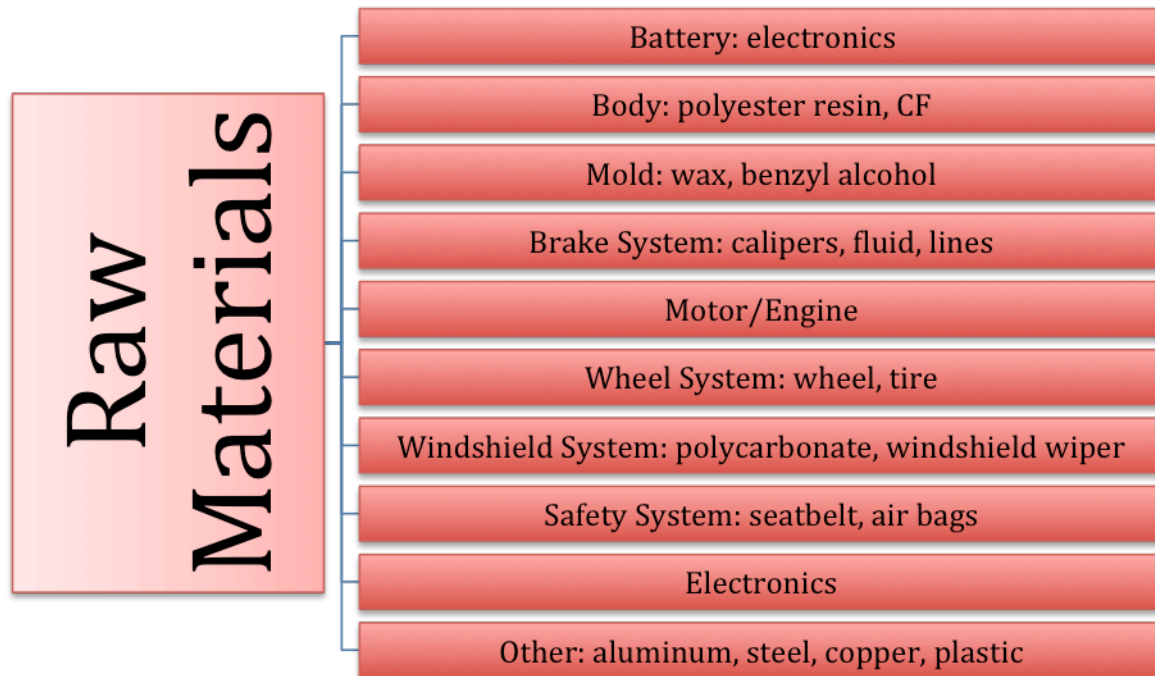 Raw
Materials
Battery: electronics
Body: polyester resin, CF
Mold: wax, benzyl alcohol
Brake System: calipers, fluid, lines
Motor/Engine
Wheel System: wheel, tire
Windshield System: polycarbonate, windshield wiper
Safety System: seatbelt, air bags
Electronics
Other: aluminum, steel, copper, plastic